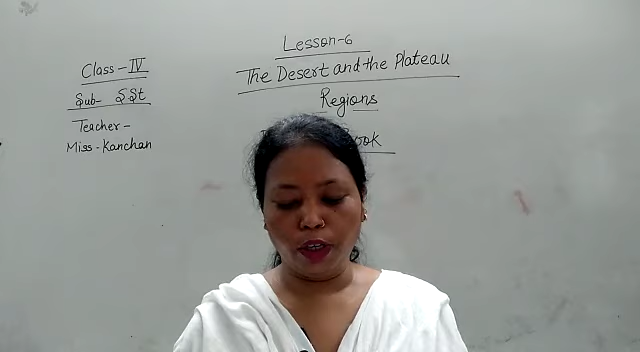 Class - IV
Sub- SSt
Teacher -
Miss - Kanchan
Lesson-6
The Desert and the Plateau
Regions